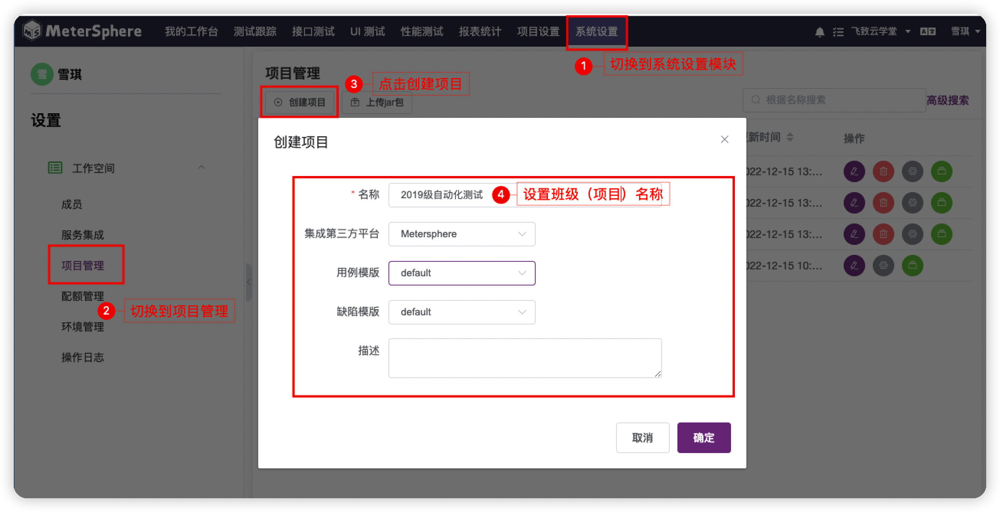 MeterSphere 我的工作台 测试跟踪 接口测试 UI 测试 性能测试 报表统计 项目设置 系统设置 飞致云学堂 雪琪
1 切换到系统设置模块
雪 雪琪
项目管理
3 点击创建项目
创建项目 上传jar包
根据名称搜索 高级搜索
设置
创建项目
新时间 操作
工作空间
022-12-15 13:...
* 名称 2019级自动化测试 4 设置班级（项目）名称
成员
022-12-15 13:...
服务集成
集成第三方平台 Metersphere
022-12-15 13:...
项目管理
用例模版 default
022-12-15 10:...
配额管理
2 切换到项目管理
缺陷模版 default
环境管理
描述
操作日志
取消 确定